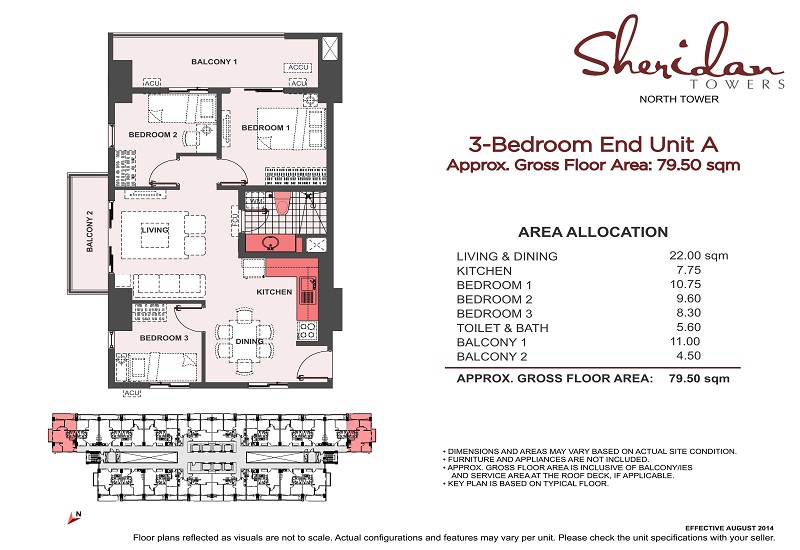 Sheridan
TOWERS
NORTH TOWER
3-Bedroom End Unit A
Approx. Gross Floor Area: 79.50 sqm
AREA ALLOCATION
LIVING & DINING 22.00 sqm
KITCHEN 7.75
BEDROOM 1 10.75
BEDROOM 2 9.60
BEDROOM 3 8.30
TOILET & BATH 5.60
BALCONY 1 11.00
BALCONY 2 4.50
APPROX. GROSS FLOOR AREA: 79.50 sqm
BALCONY 1
ACCU
ACU
ACU
BEDROOM 2
BEDROOM 1
BALCONY 2
LIVING
WM
KITCHEN
DINING
BEDROOM 3
ACU
N
• DIMENSIONS AND AREAS MAY VARY BASED ON ACTUAL SITE CONDITION.
• FURNITURE AND APPLIANCES ARE NOT INCLUDED.
• APPROX. GROSS FLOOR AREA IS INCLUSIVE OF BALCONY/IES
AND SERVICE AREA AT THE ROOF DECK, IF APPLICABLE.
• KEY PLAN IS BASED ON TYPICAL FLOOR.
EFFECTIVE AUGUST 2014
Floor plans reflected as visuals are not to scale. Actual configurations and features may vary per unit. Please check the unit specifications with your seller.